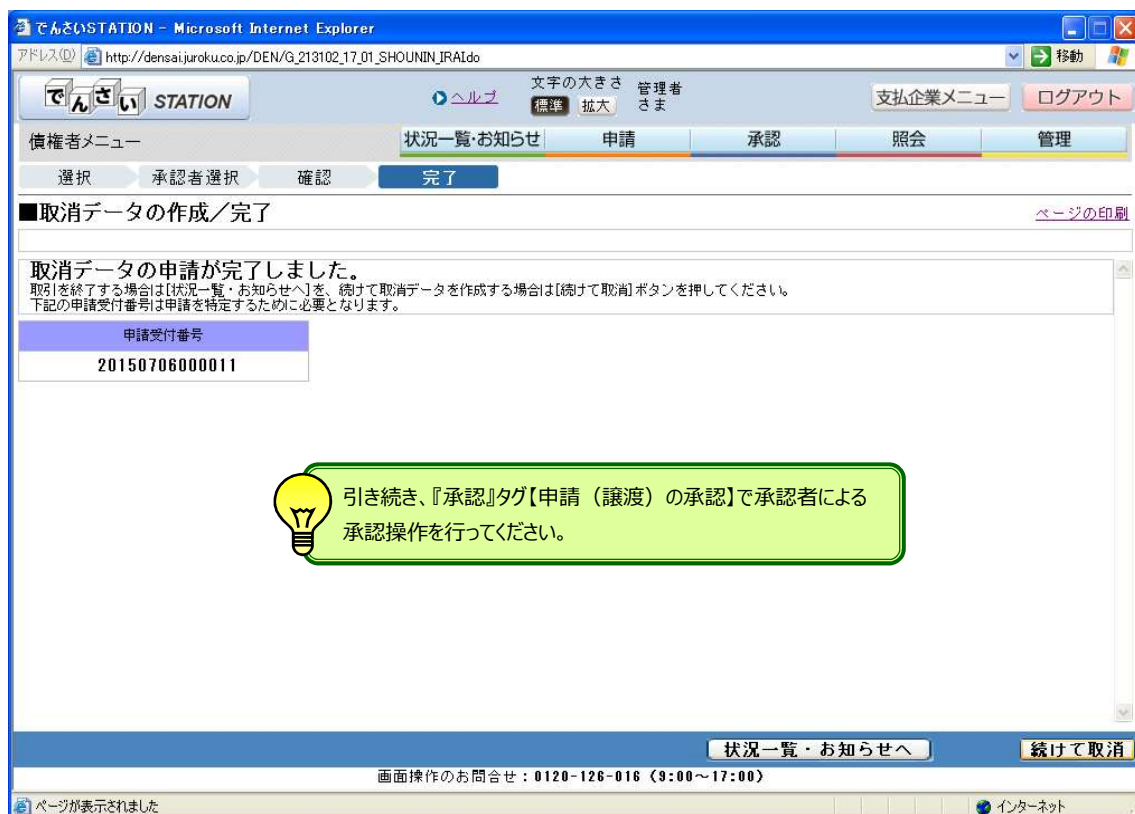 でんさいSTATION - Microsoft Internet Explorer
アドレス(D) http://densai.juroku.co.jp/DEN/G_213102_17_01_SHOUNIN_IRAI.do 移動
でんさい STATION
ヘルプ
文字の大きさ
標準 拡大
管理者
さま
支払企業メニュー ログアウト
債権者メニュー 状況一覧・お知らせ 申請 承認 照会 管理
選択 承認者選択 確認 完了
■取消データの作成/完了 ページの印刷
取消データの申請が完了しました。
取引を終了する場合は[状況一覧・お知らせへ]を、続けて取消データを作成する場合は[続けて取消]ボタンを押してください。
下記の申請受付番号は申請を特定するために必要となります。
申請受付番号
20150706000011
引き続き、『承認』タグ【申請(譲渡)の承認】で承認者による
承認操作を行ってください。
状況一覧・お知らせへ 続けて取消
画面操作のお問合せ:0120-126-016(9:00~17:00)
ページが表示されました インターネット